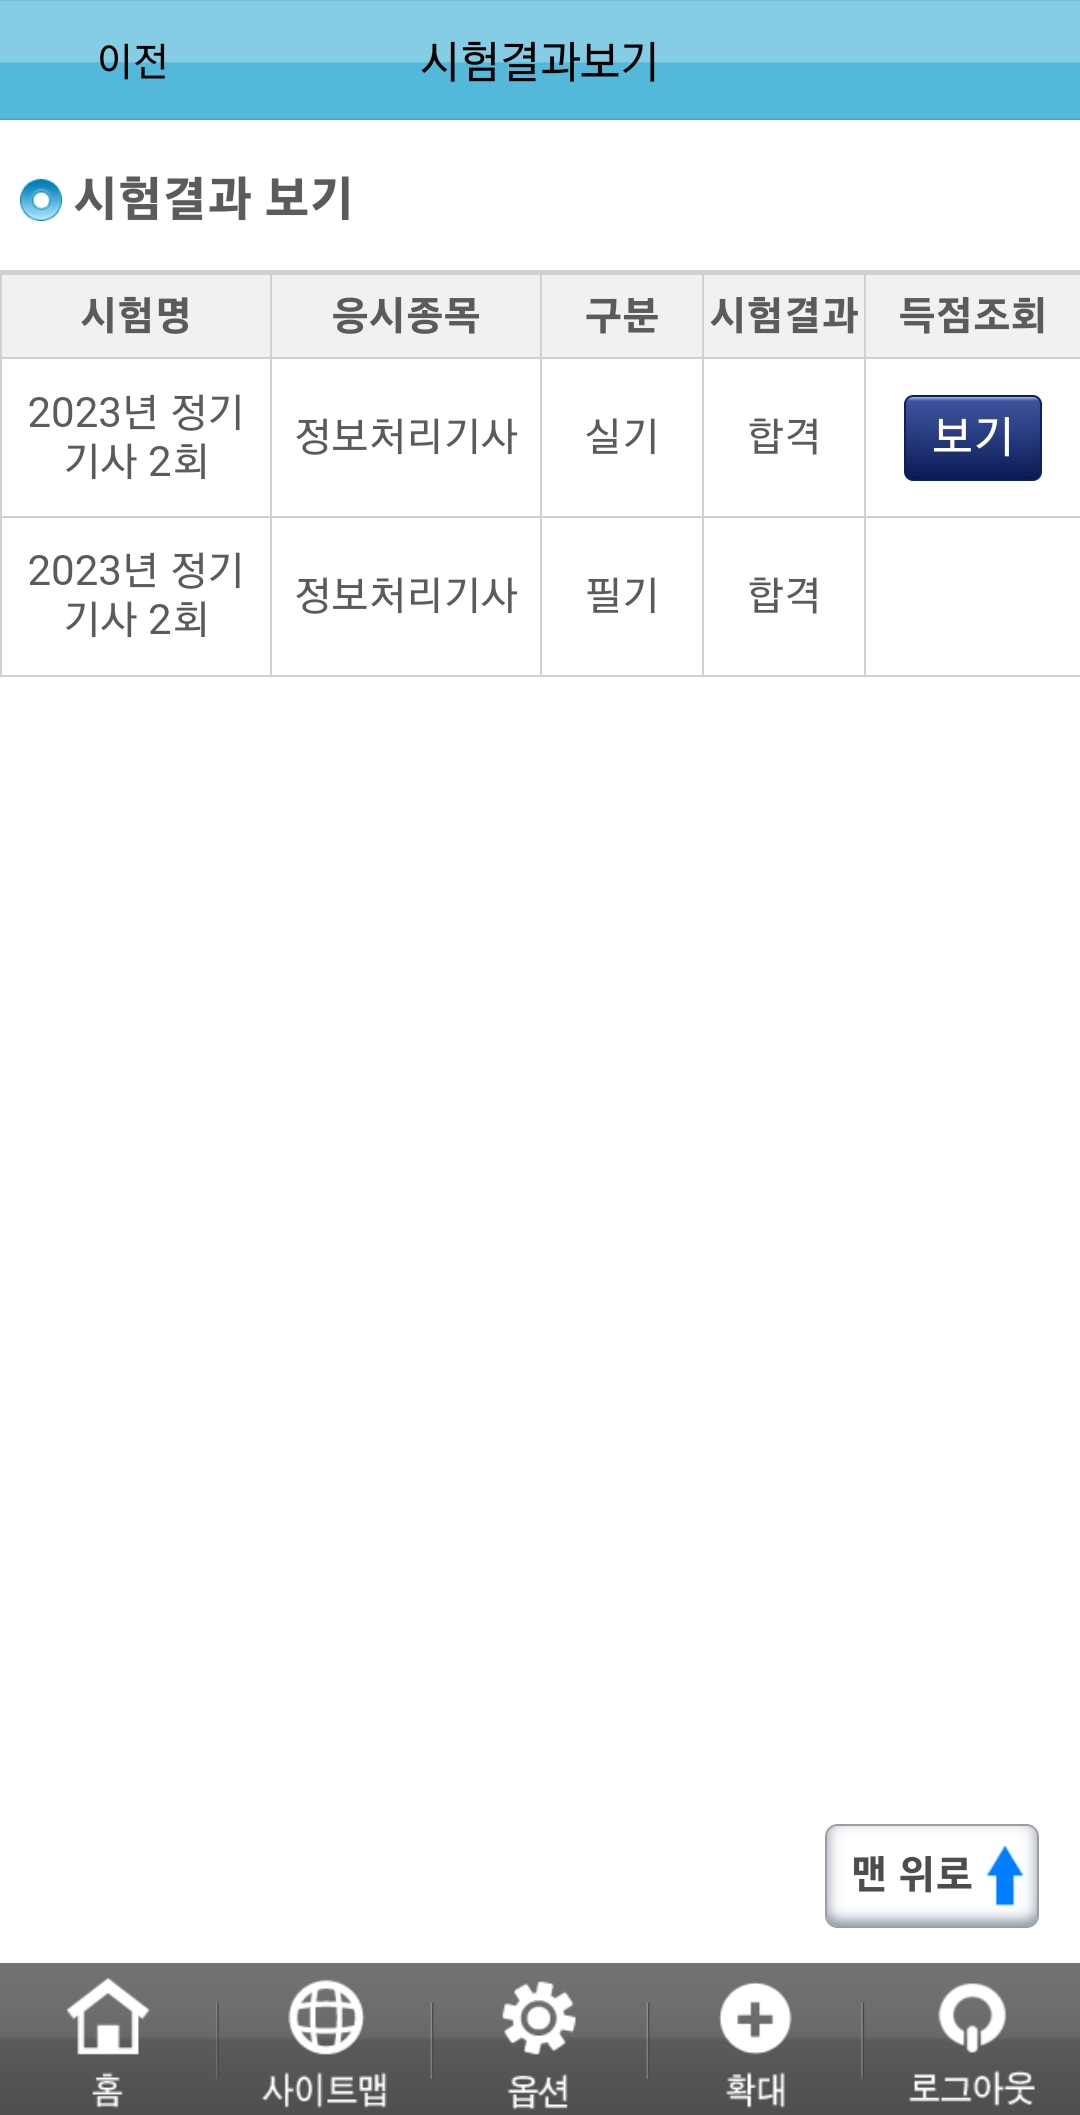 이전
시험결과보기
시험결과 보기
시험명 응시종목 구분 시험결과 득점조회
2023년 정기
기사 2회
정보처리기사 실기 합격 보기
2023년 정기
기사 2회
정보처리기사 필기 합격
맨 위로
홈 사이트맵 옵션 확대 로그아웃